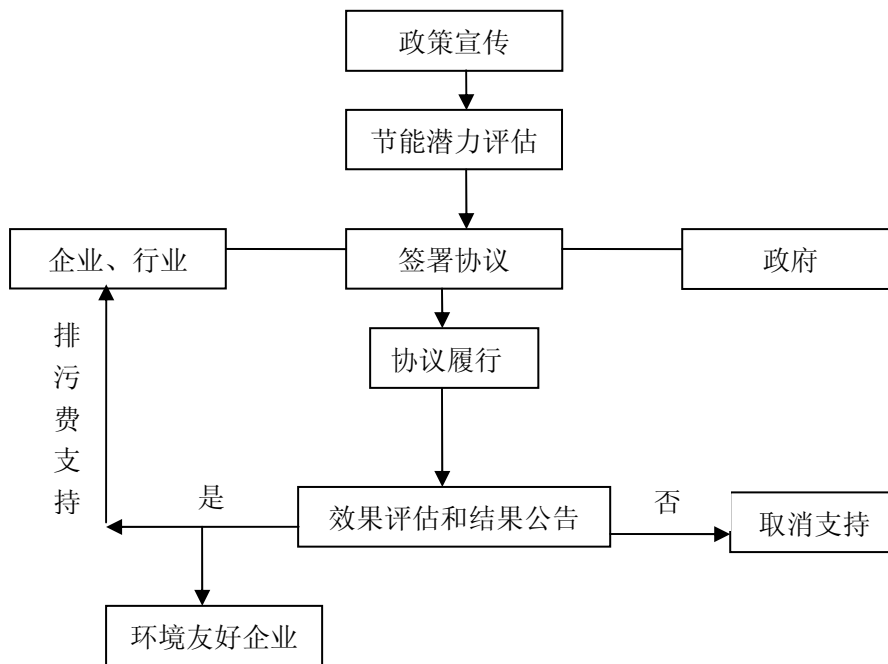 政策宣传
节能潜力评估
企业、行业
签署协议
政府
排
污
费
支
持
协议履行
是
效果评估和结果公告
否
取消支持
环境友好企业